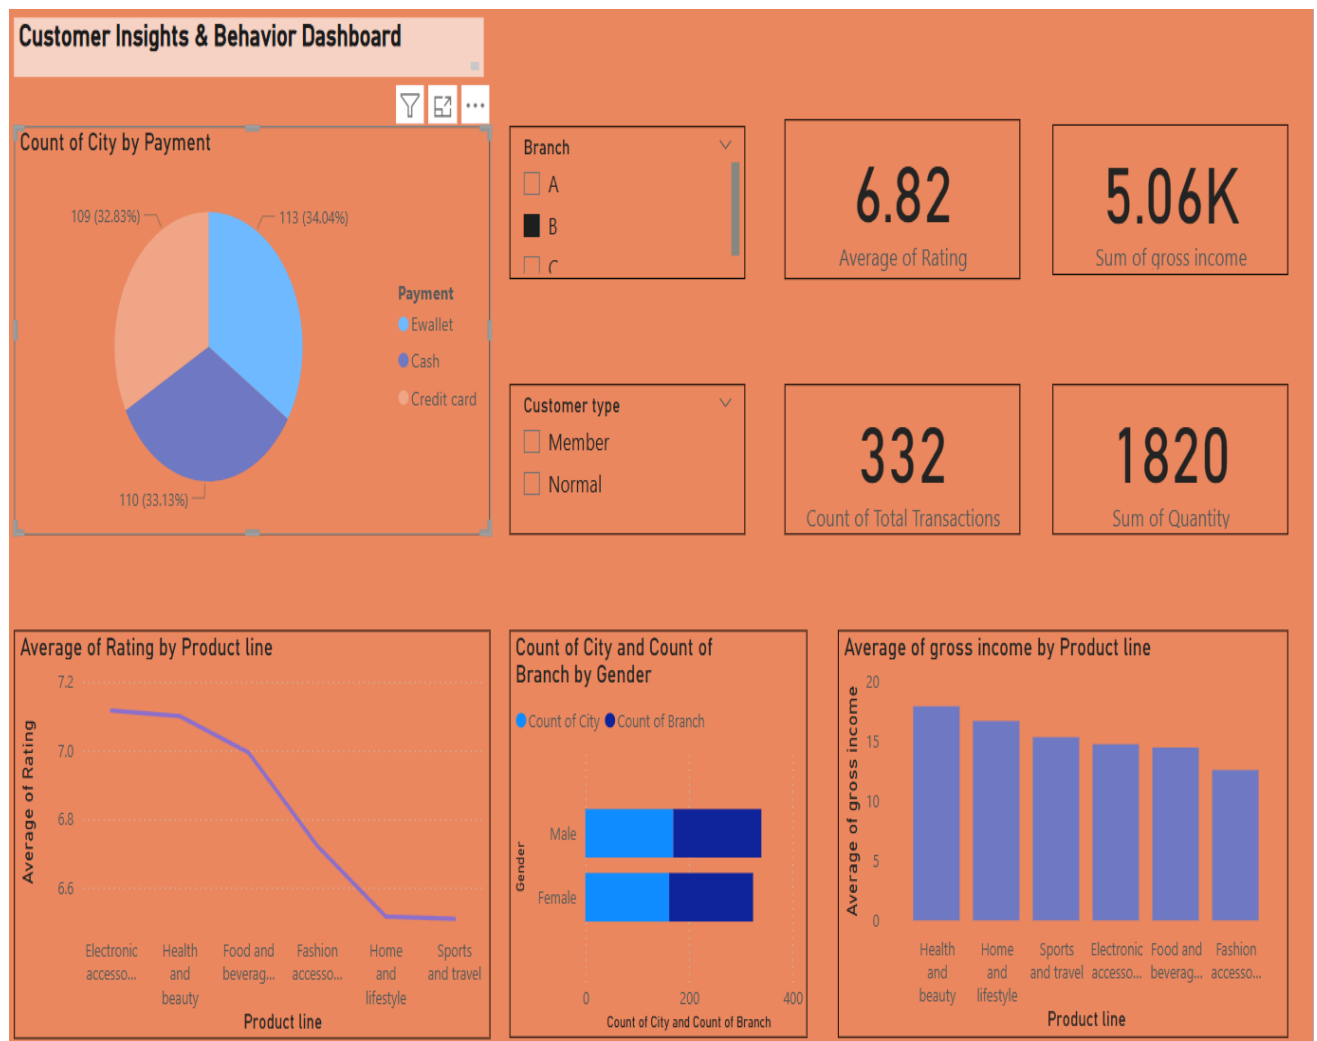 Customer Insights & Behavior Dashboard
Count of City by Payment
109 (32.83%)
113 (34.04%)
110 (33.13%)
Payment
Ewallet
Cash
Credit card
Branch
A
B
C
6.82
Average of Rating
5.06K
Sum of gross income
Customer type
Member
Normal
332
Count of Total Transactions
1820
Sum of Quantity
Average of Rating by Product line
Average of Rating
7.2
7.0
6.8
6.6
Electronic
accesso...
Health
and
beauty
Food and
beverag...
Fashion
accesso...
Home
and
lifestyle
Sports
and travel
Product line
Count of City and Count of
Branch by Gender
Count of City
Count of Branch
Gender
Male
Female
0
200
400
Count of City and Count of Branch
Average of gross income by Product line
Average of gross income
20
15
10
5
0
Health
and
beauty
Home
and
lifestyle
Sports
and travel
Electronic
accesso...
Food and
beverag...
Fashion
accesso...
Product line